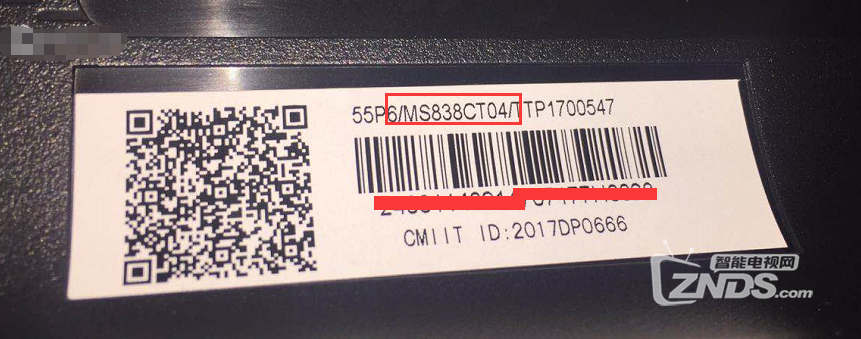 55P6/MS838CT04/TTP1700547
CMIIT ID:2017DP0666
智能电视网
ZNDS.com